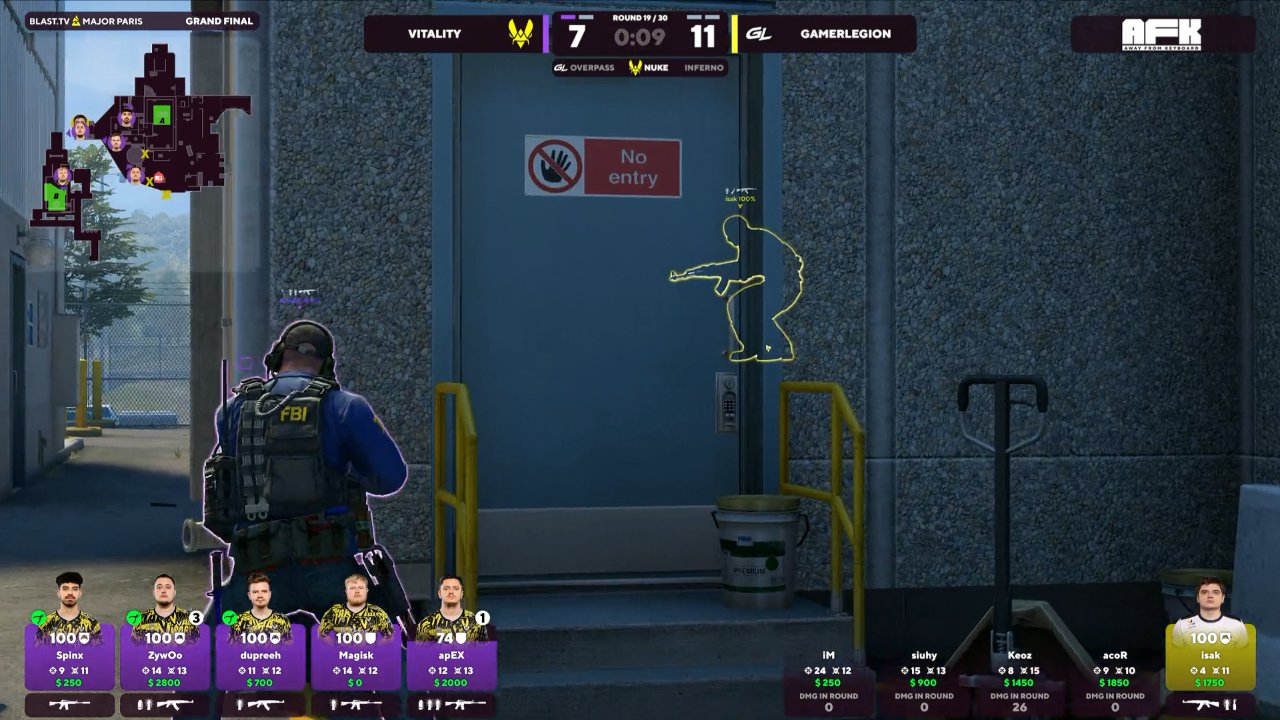 BLAST.TV MAJOR PARIS GRAND FINAL
VITALITY 7 ROUND 19 / 30 0:09 11 GL GAMERLEGION
GL OVERPASS NUKE INFERNO
AFK
AWAY FROM KEYBOARD
A
B
No entry
isak 100%
FBI
PREMIUM
3
1
100 100 100 100 74 100
Spinx ZywOo dupreeh Magisk apEX iM siuhy Keoz acoR isak
9 11 14 13 11 12 14 12 12 13 24 12 15 13 8 15 9 10 4 11
$250 $2800 $700 $0 $2000 $250 $900 $1450 $1850 $1750
DMG IN ROUND DMG IN ROUND DMG IN ROUND DMG IN ROUND
0 0 26 0